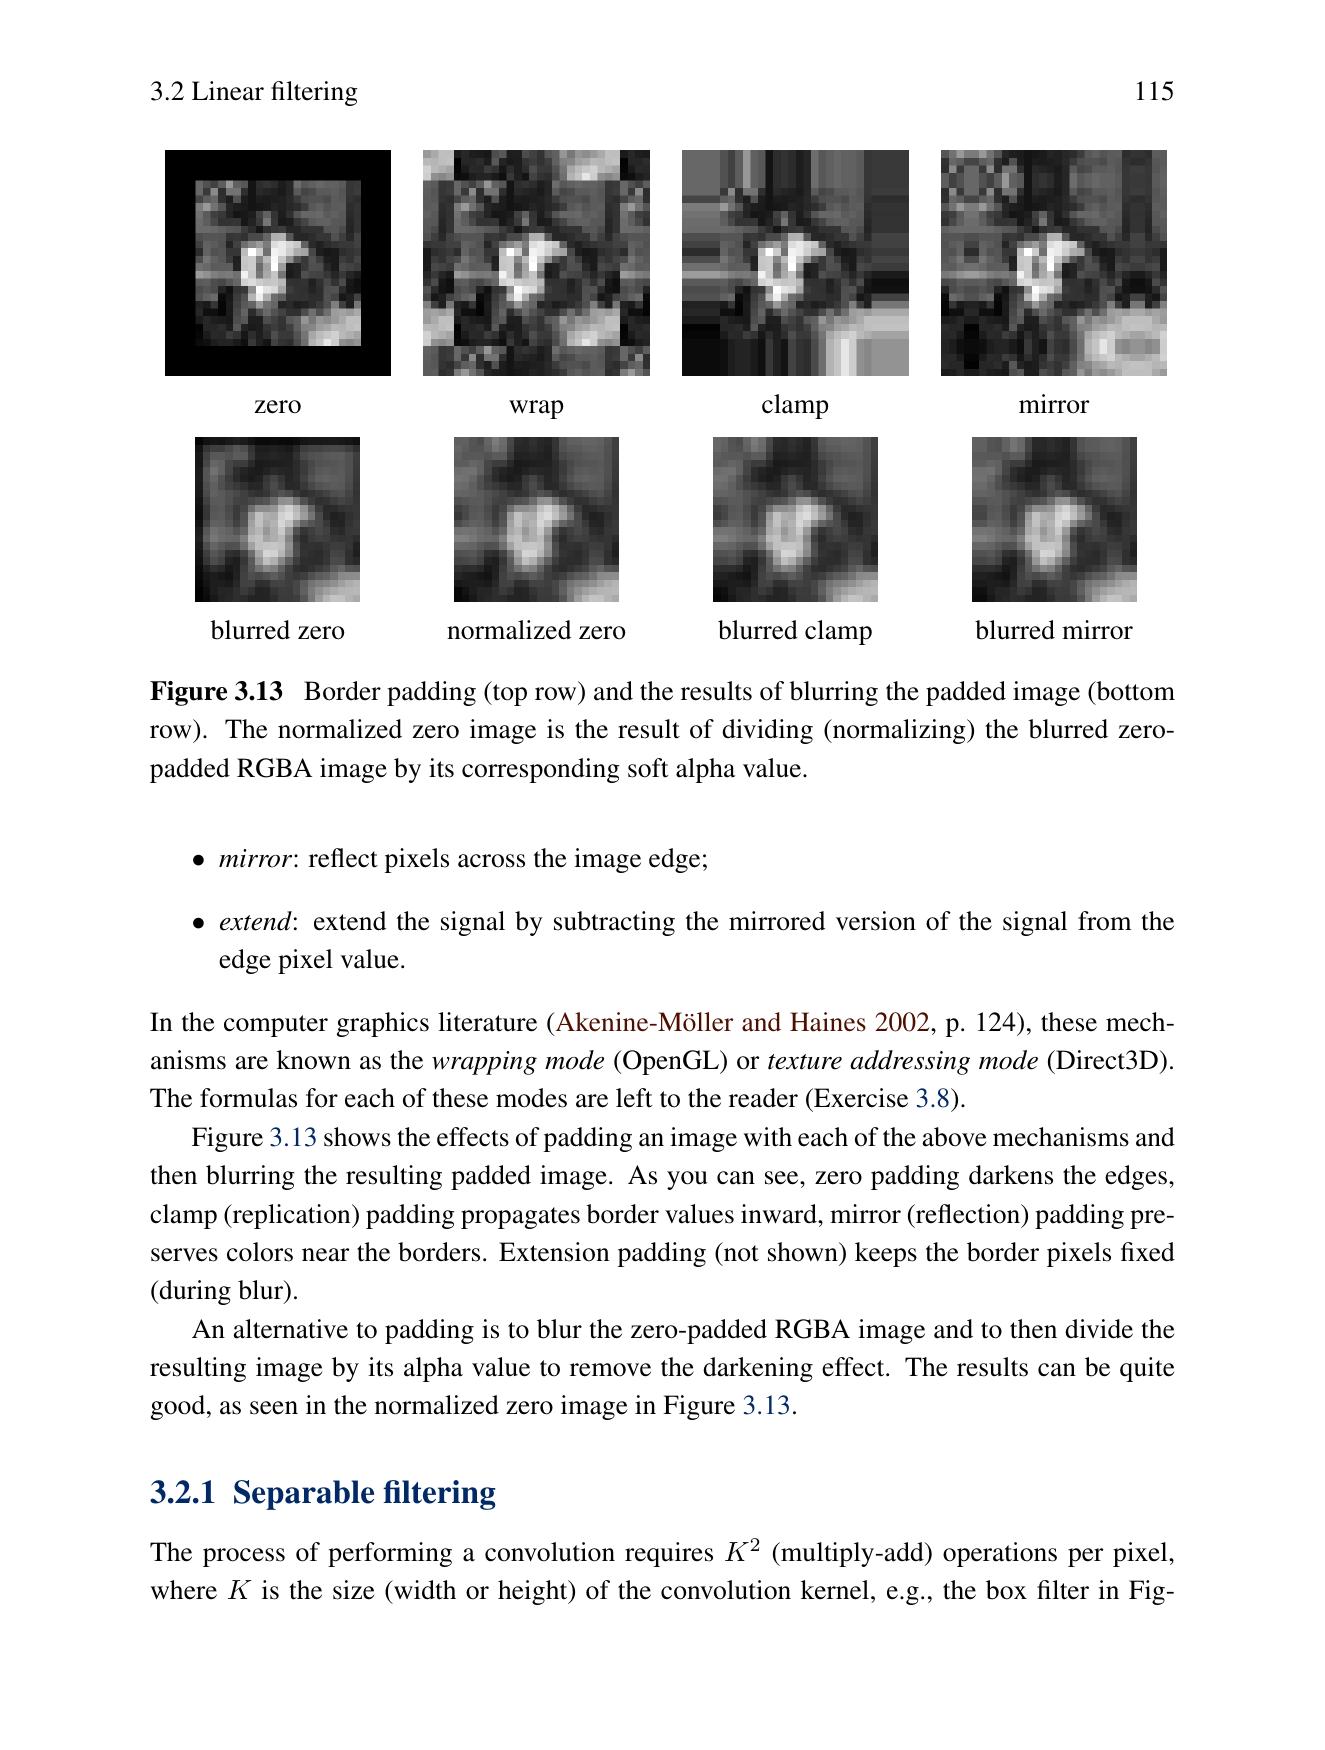 3.2 Linear filtering 115
zero wrap clamp mirror
blurred zero normalized zero blurred clamp blurred mirror
Figure 3.13 Border padding (top row) and the results of blurring the padded image (bottom
row). The normalized zero image is the result of dividing (normalizing) the blurred zero-
padded RGBA image by its corresponding soft alpha value.
• mirror: reflect pixels across the image edge;
• extend: extend the signal by subtracting the mirrored version of the signal from the
edge pixel value.
In the computer graphics literature (Akenine-Möller and Haines 2002, p. 124), these mech-
anisms are known as the wrapping mode (OpenGL) or texture addressing mode (Direct3D).
The formulas for each of these modes are left to the reader (Exercise 3.8).
Figure 3.13 shows the effects of padding an image with each of the above mechanisms and
then blurring the resulting padded image. As you can see, zero padding darkens the edges,
clamp (replication) padding propagates border values inward, mirror (reflection) padding pre-
serves colors near the borders. Extension padding (not shown) keeps the border pixels fixed
(during blur).
An alternative to padding is to blur the zero-padded RGBA image and to then divide the
resulting image by its alpha value to remove the darkening effect. The results can be quite
good, as seen in the normalized zero image in Figure 3.13.
3.2.1 Separable filtering
The process of performing a convolution requires K² (multiply-add) operations per pixel,
where K is the size (width or height) of the convolution kernel, e.g., the box filter in Fig-